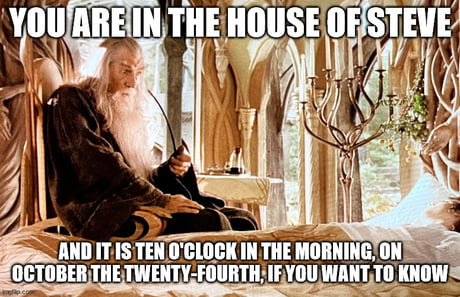 YOU ARE IN THE HOUSE OF STEVE
AND IT IS TEN O'CLOCK IN THE MORNING, ON
OCTOBER THE TWENTY-FOURTH, IF YOU WANT TO KNOW
imgflip.com